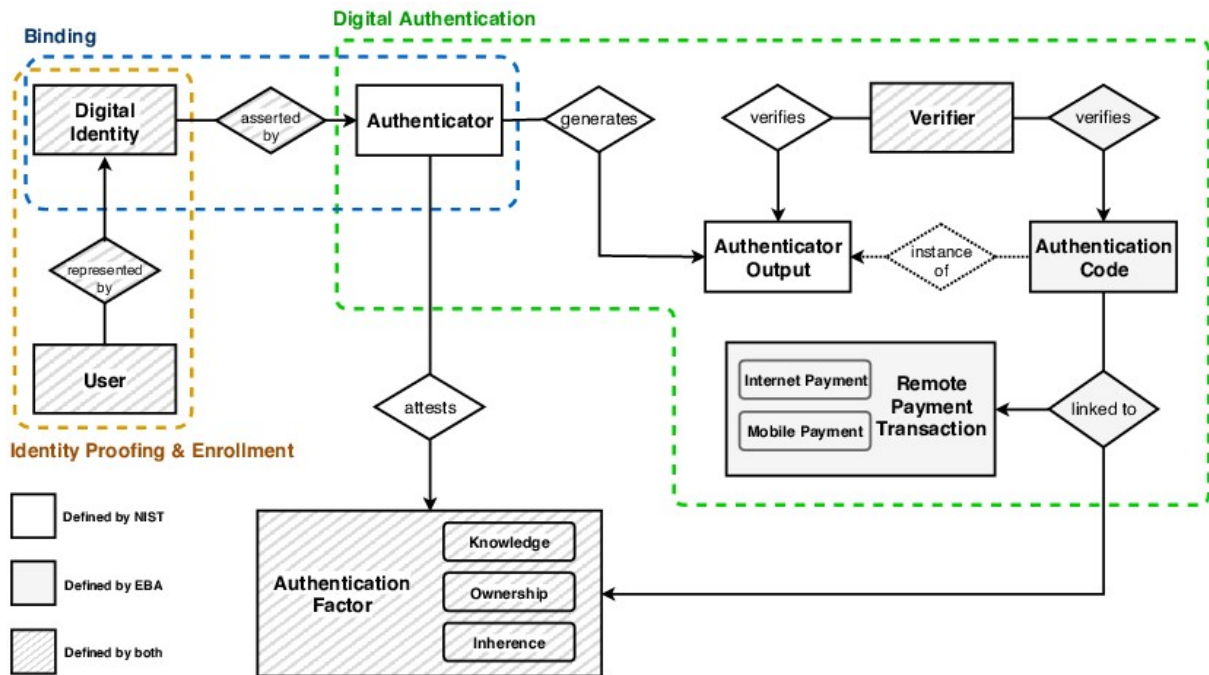 Digital Authentication
Binding
Digital
Identity
asserted
by
Authenticator
generates
verifies
Verifier
verifies
represented
by
Authenticator
Output
instance
of
Authentication
Code
User
attests
Internet Payment
Mobile Payment
Remote
Payment
Transaction
linked to
Identity Proofing & Enrollment
Defined by NIST
Defined by EBA
Defined by both
Authentication
Factor
Knowledge
Ownership
Inherence